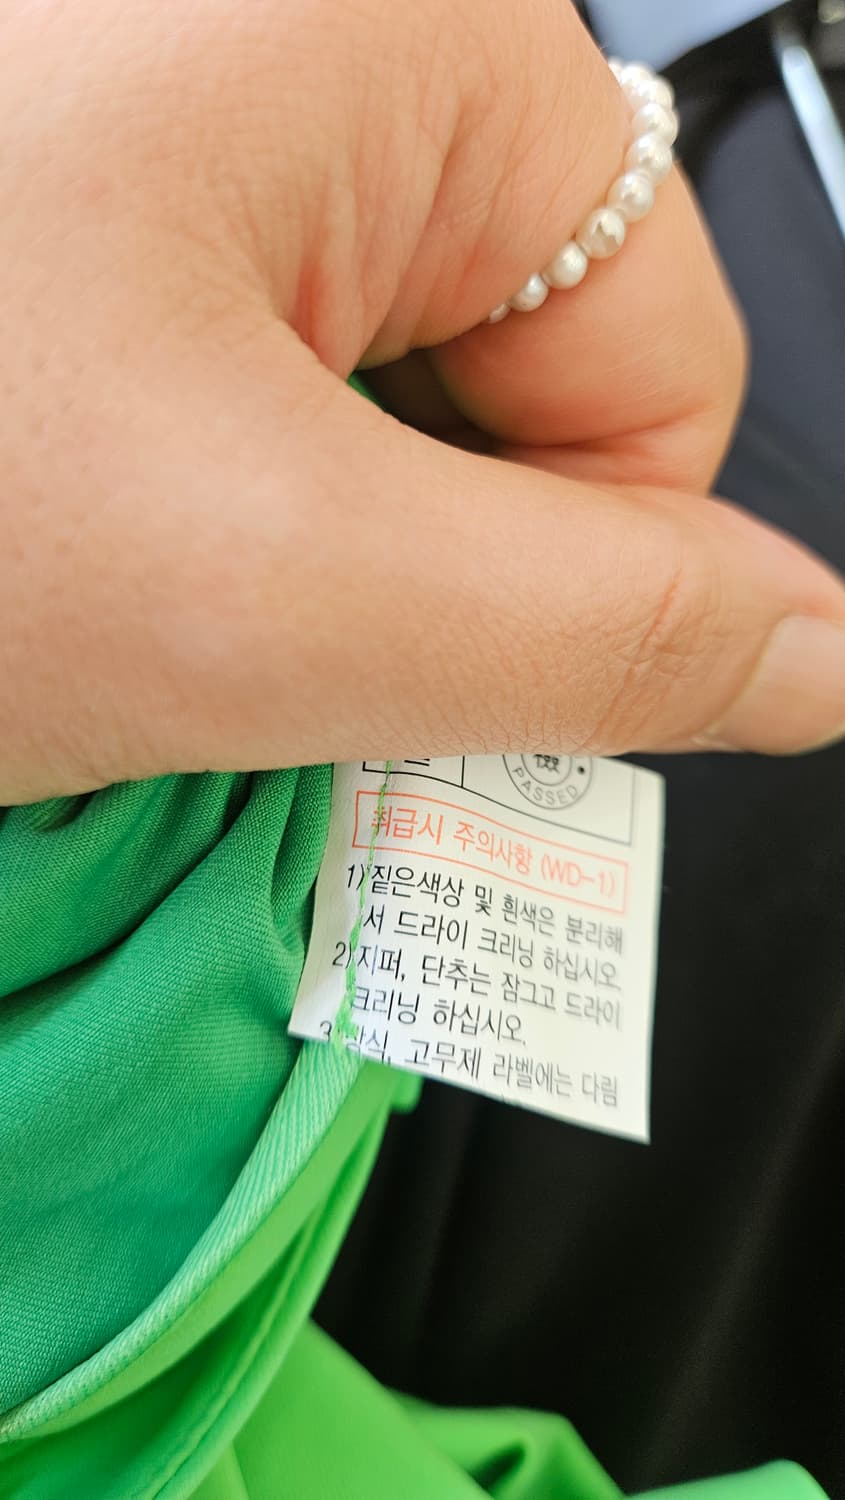 PASSED
취급시 주의사항 (WD-1)
1) 짙은색상 및 흰색은 분리해
서 드라이 크리닝 하십시오
2) 지퍼, 단추는 잠그고 드라이
크리닝 하십시오.
3) 장식, 고무제 라벨에는 다림